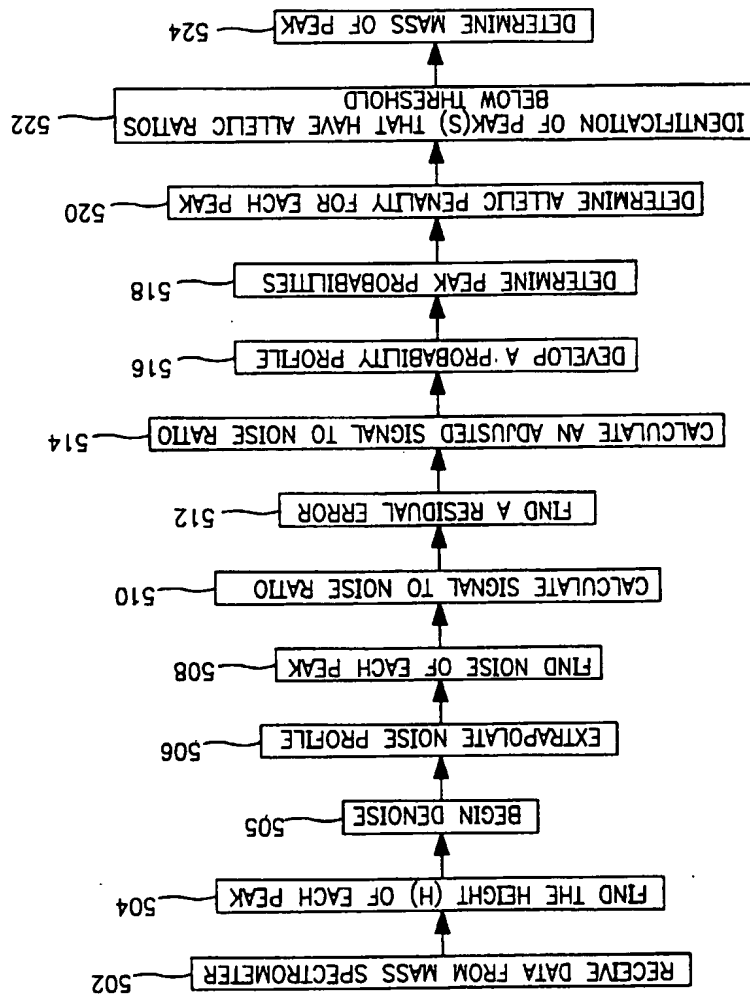 RECEIVE DATA FROM MASS SPECTROMETER
502
FIND THE HEIGHT (H) OF EACH PEAK
504
BEGIN DENOISE
505
EXTRAPOLATE NOISE PROFILE
506
FIND NOISE OF EACH PEAK
508
CALCULATE SIGNAL TO NOISE RATIO
510
FIND A RESIDUAL ERROR
512
CALCULATE AN ADJUSTED SIGNAL TO NOISE RATIO
514
DEVELOP A PROBABILITY PROFILE
516
DETERMINE PEAK PROBABILITIES
518
DETERMINE ALLELIC PENALITY FOR EACH PEAK
520
IDENTIFICATION OF PEAK(S) THAT HAVE ALLELIC RATIOS
BELOW THRESHOLD
522
DETERMINE MASS OF PEAK
524